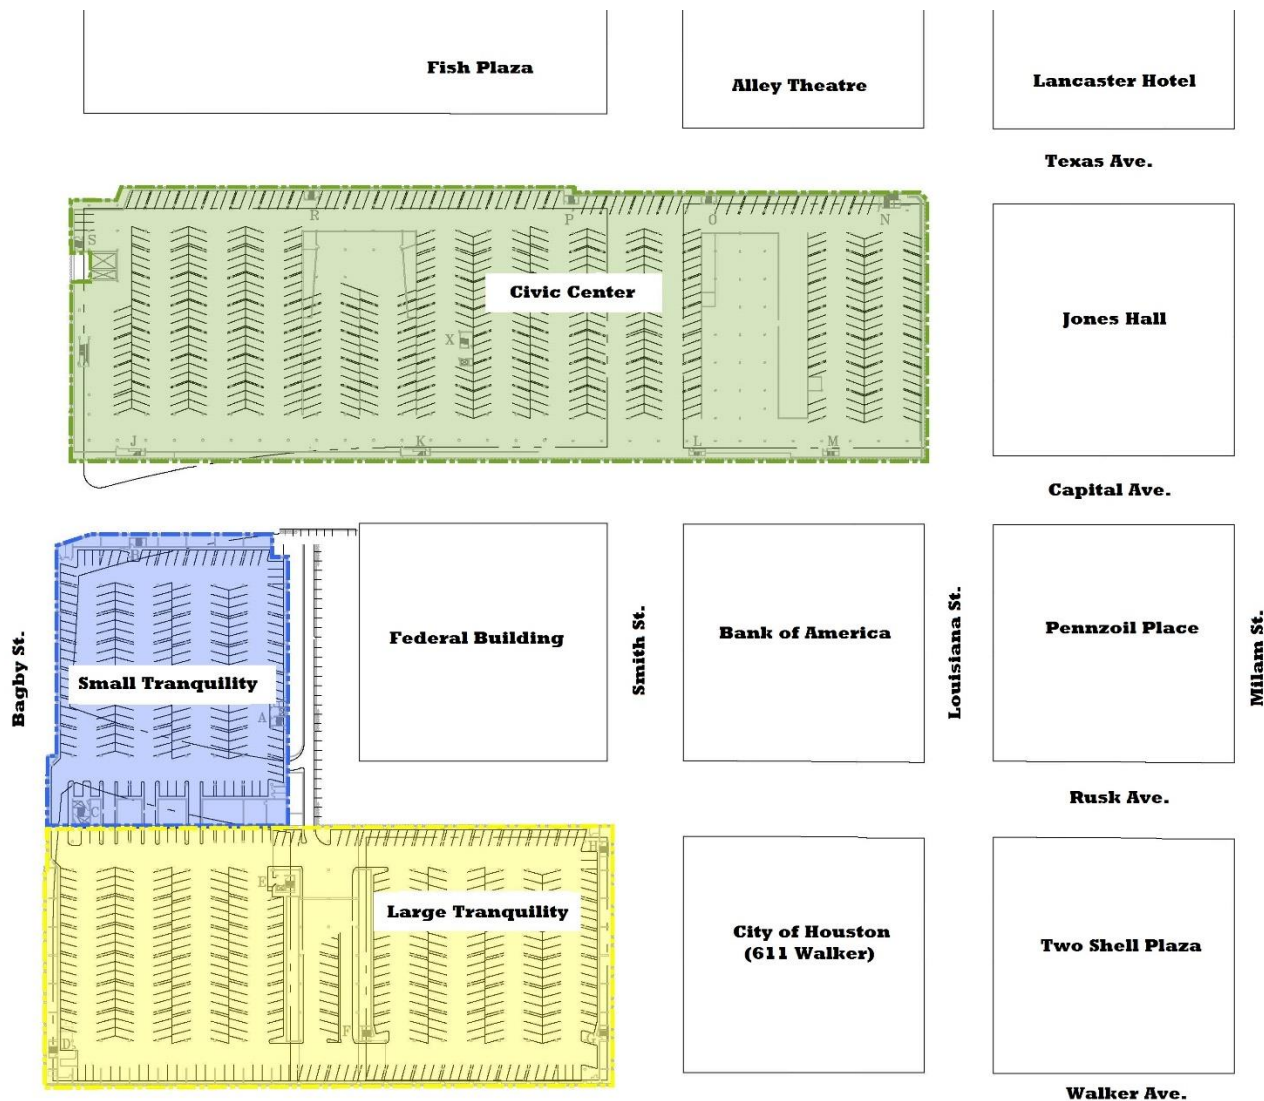 Fish Plaza
Alley Theatre
Lancaster Hotel
Texas Ave.
R
P
O
N
S
Civic Center
Jones Hall
X
J
K
L
M
Capital Ave.
B
Bagby St.
Federal Building
Smith St.
Bank of America
Louisiana St.
Pennzoil Place
Milam St.
Small Tranquility
A
C
Rusk Ave.
H
E
Large Tranquility
City of Houston
(611 Walker)
Two Shell Plaza
F
G
D
Walker Ave.